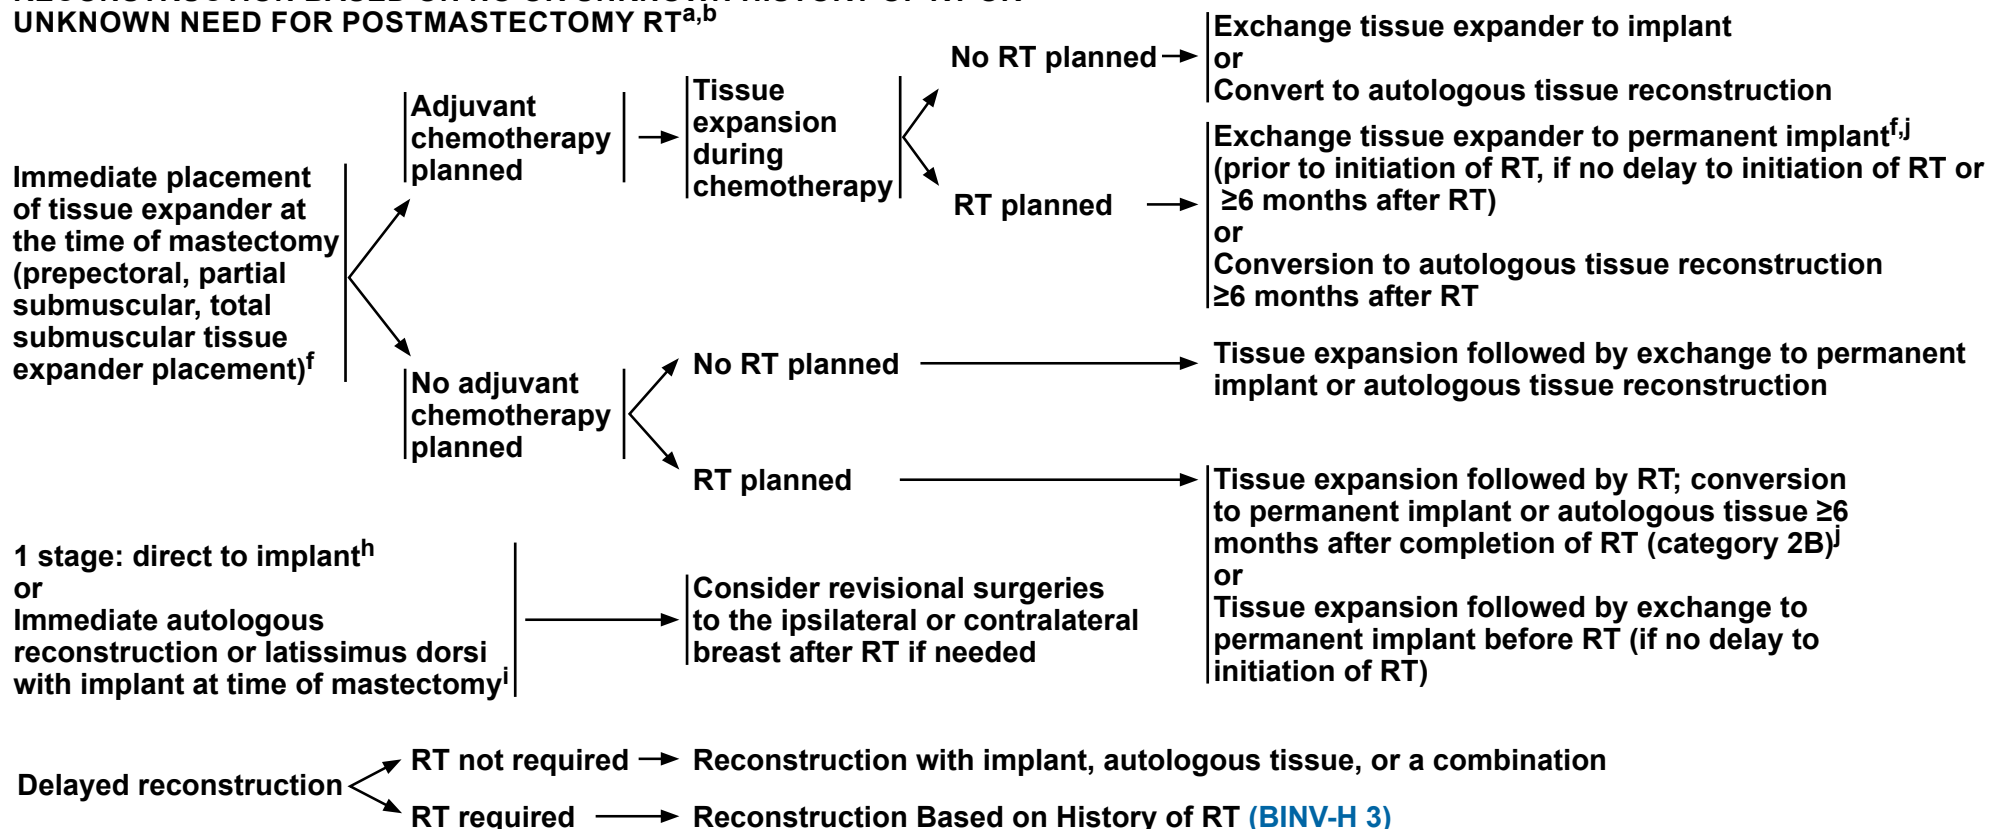 UNKNOWN NEED FOR POSTMASTECTOMY RTa,b
Immediate placement
of tissue expander at
the time of mastectomy
(prepectoral, partial
submuscular, total
submuscular tissue
expander placement)f
Adjuvant
chemotherapy
planned
Tissue
expansion
during
chemotherapy
No RT planned
Exchange tissue expander to implant
or
Convert to autologous tissue reconstruction
RT planned
Exchange tissue expander to permanent implantf,j
(prior to initiation of RT, if no delay to initiation of RT or
≥6 months after RT)
or
Conversion to autologous tissue reconstruction
≥6 months after RT
No adjuvant
chemotherapy
planned
No RT planned
Tissue expansion followed by exchange to permanent
implant or autologous tissue reconstruction
RT planned
Tissue expansion followed by RT; conversion
to permanent implant or autologous tissue ≥6
months after completion of RT (category 2B)j
or
Tissue expansion followed by exchange to
permanent implant before RT (if no delay to
initiation of RT)
1 stage: direct to implanth
or
Immediate autologous
reconstruction or latissimus dorsi
with implant at time of mastectomyi
Consider revisional surgeries
to the ipsilateral or contralateral
breast after RT if needed
Delayed reconstruction
RT not required
Reconstruction with implant, autologous tissue, or a combination
RT required
Reconstruction Based on History of RT (BINV-H 3)